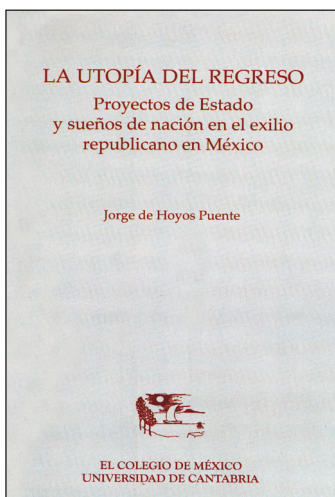 LA UTOPÍA DEL REGRESO
Proyectos de Estado
y sueños de nación en el exilio
republicano en México
Jorge de Hoyos Puente
EL COLEGIO DE MÉXICO
UNIVERSIDAD DE CANTABRIA